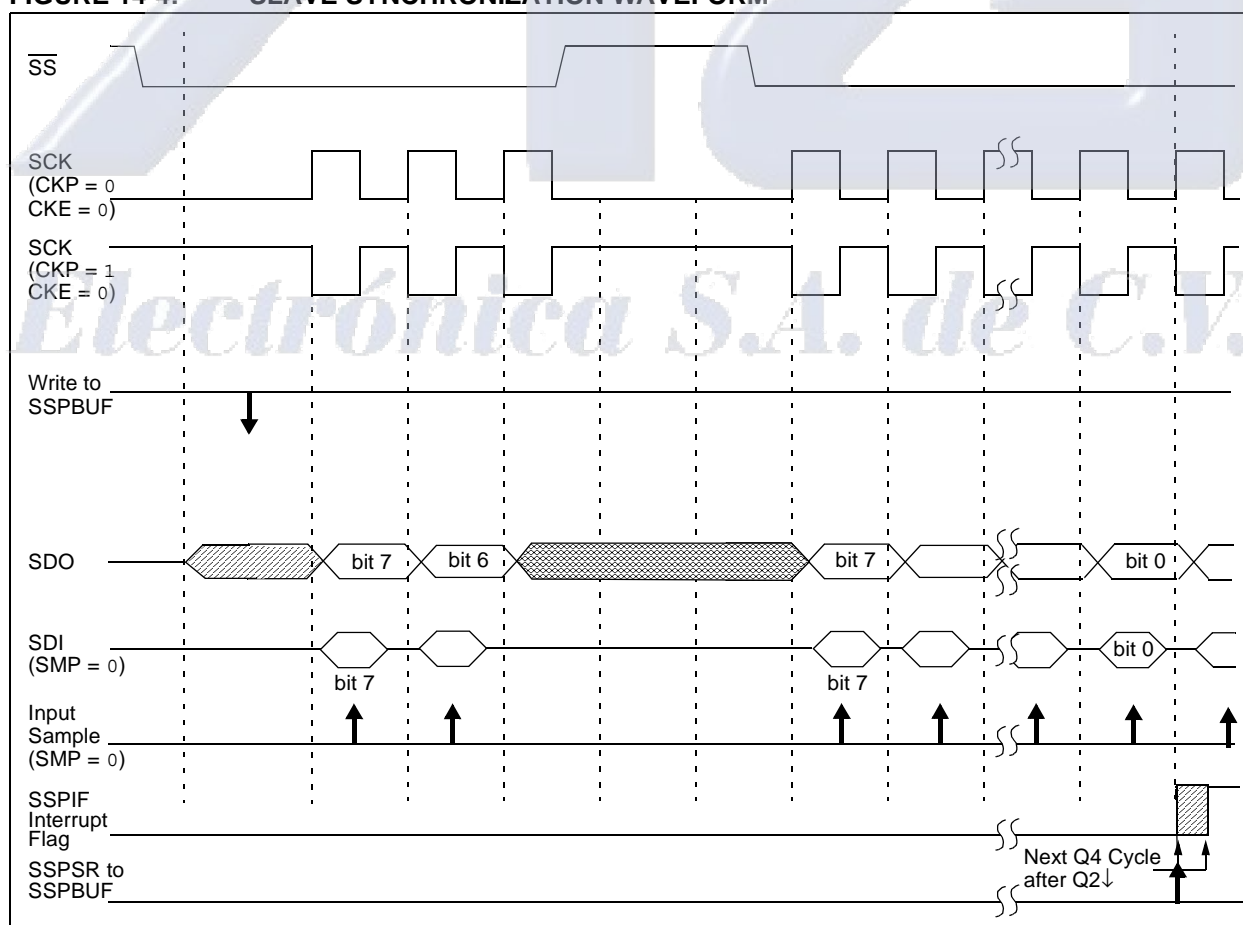 FIGURE 14-4: SLAVE SYNCHRONIZATION WAVEFORM
SS
SCK
(CKP = 0
CKE = 0)
SCK
(CKP = 1
CKE = 0)
Electrónica S.A. de C.V.
Write to
SSPBUF
SDO
bit 7
bit 6
bit 7
bit 0
SDI
(SMP = 0)
bit 7
bit 7
bit 0
Input
Sample
(SMP = 0)
SSPIF
Interrupt
Flag
SSPSR to
SSPBUF
Next Q4 Cycle
after Q2↓